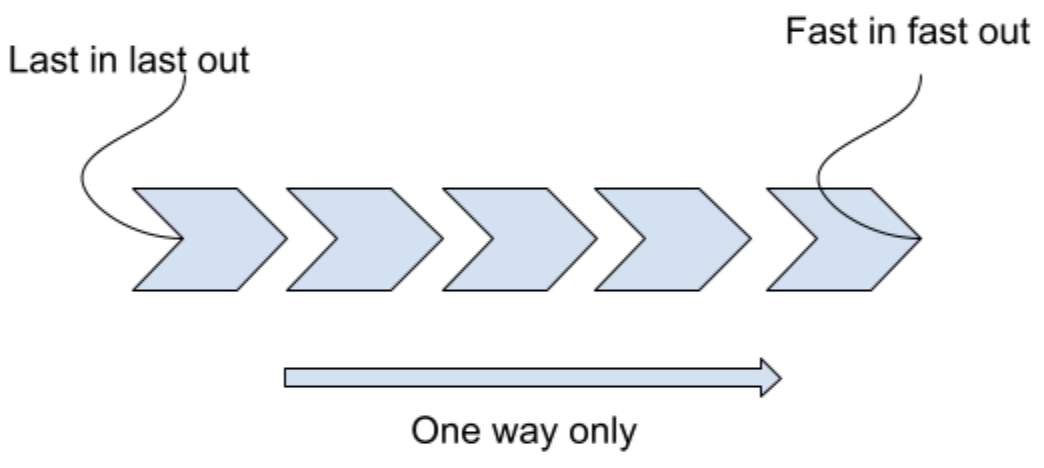 Last in last out
Fast in fast out
One way only